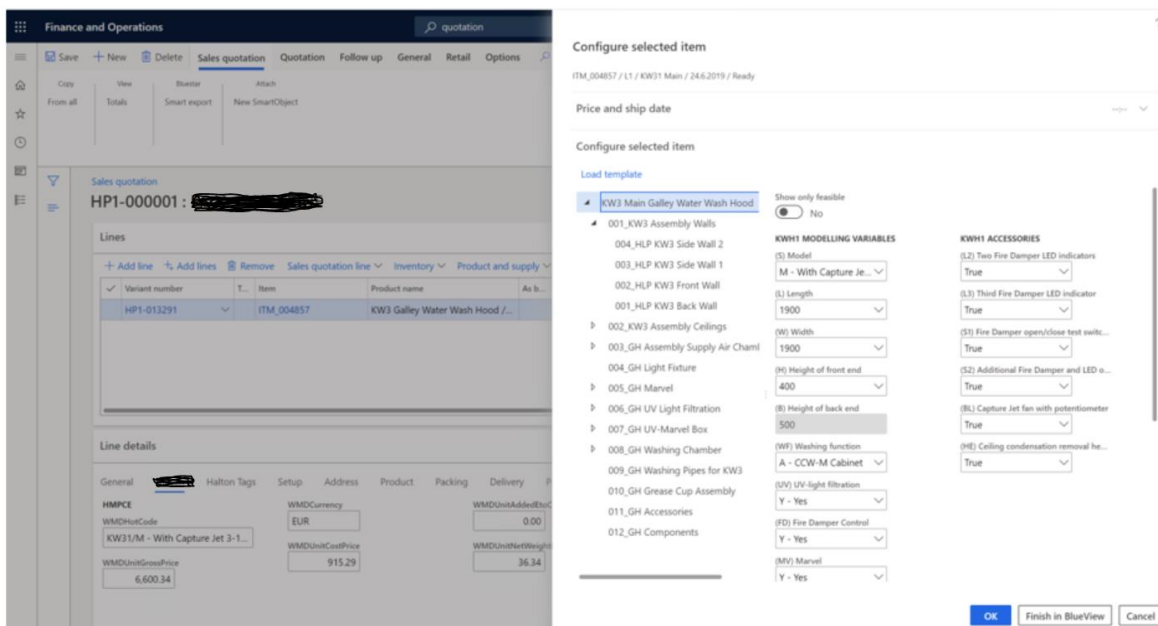 Finance and Operations
quotation
Save
New
Delete
Sales quotation
Quotation
Follow up
General
Retail
Options
Copy
View
Bluestar
Attach
From all
Totals
Smart export
New SmartObject
Sales quotation
HP1-000001 :
Lines
Add line
Add lines
Remove
Sales quotation line
Inventory
Product and supply
Variant number
T...
Item
Product name
As b...
HP1-013291
ITM_004857
KW3 Galley Water Wash Hood /...
Line details
General
Halton Tags
Setup
Address
Product
Packing
Delivery
HMPCE
WMDHotCode
KW31/M - With Capture Jet 3-1...
WMDUnitGrossPrice
6,600.34
WMDCurrency
EUR
WMDUnitCostPrice
915.29
WMDUnitAddedEtoC
0.00
WMDUnitNetWeight
36.34
Configure selected item
ITM_004857 / L1 / KW31 Main / 24.6.2019 / Ready
Price and ship date
Configure selected item
Load template
KW3 Main Galley Water Wash Hood
001_KW3 Assembly Walls
004_HLP KW3 Side Wall 2
003_HLP KW3 Side Wall 1
002_HLP KW3 Front Wall
001_HLP KW3 Back Wall
002_KW3 Assembly Ceilings
003_GH Assembly Supply Air Chaml
004_GH Light Fixture
005_GH Marvel
006_GH UV Light Filtration
007_GH UV-Marvel Box
008_GH Washing Chamber
009_GH Washing Pipes for KW3
010_GH Grease Cup Assembly
011_GH Accessories
012_GH Components
Show only feasible
No
KWH1 MODELLING VARIABLES
(S) Model
M - With Capture Je...
(L) Length
1900
(W) Width
1900
(H) Height of front end
400
(B) Height of back end
500
(WF) Washing function
A - CCW-M Cabinet
(UV) UV-light filtration
Y - Yes
(FD) Fire Damper Control
Y - Yes
(MV) Marvel
Y - Yes
KWH1 ACCESSORIES
(L2) Two Fire Damper LED indicators
True
(L3) Third Fire Damper LED indicator
True
(S1) Fire Damper open/close test switc...
True
(S2) Additional Fire Damper and LED o...
True
(BL) Capture Jet fan with potentiometer
True
(HE) Ceiling condensation removal he...
True
OK
Finish in BlueView
Cancel